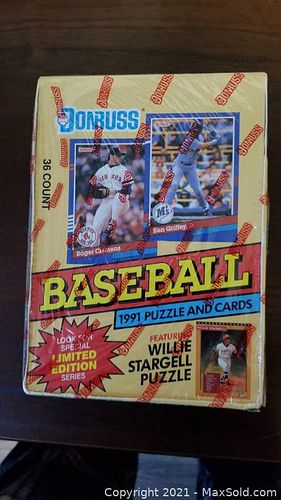 DONRUSS
36 COUNT
Roger Clemens
Ken Griffey
BASEBALL
1991 PUZZLE AND CARDS
LOOK FOR
SPECIAL
LIMITED
EDITION
SERIES
FEATURING
WILLIE
STARGELL
PUZZLE
Copyright © 2021 - MaxSold.com